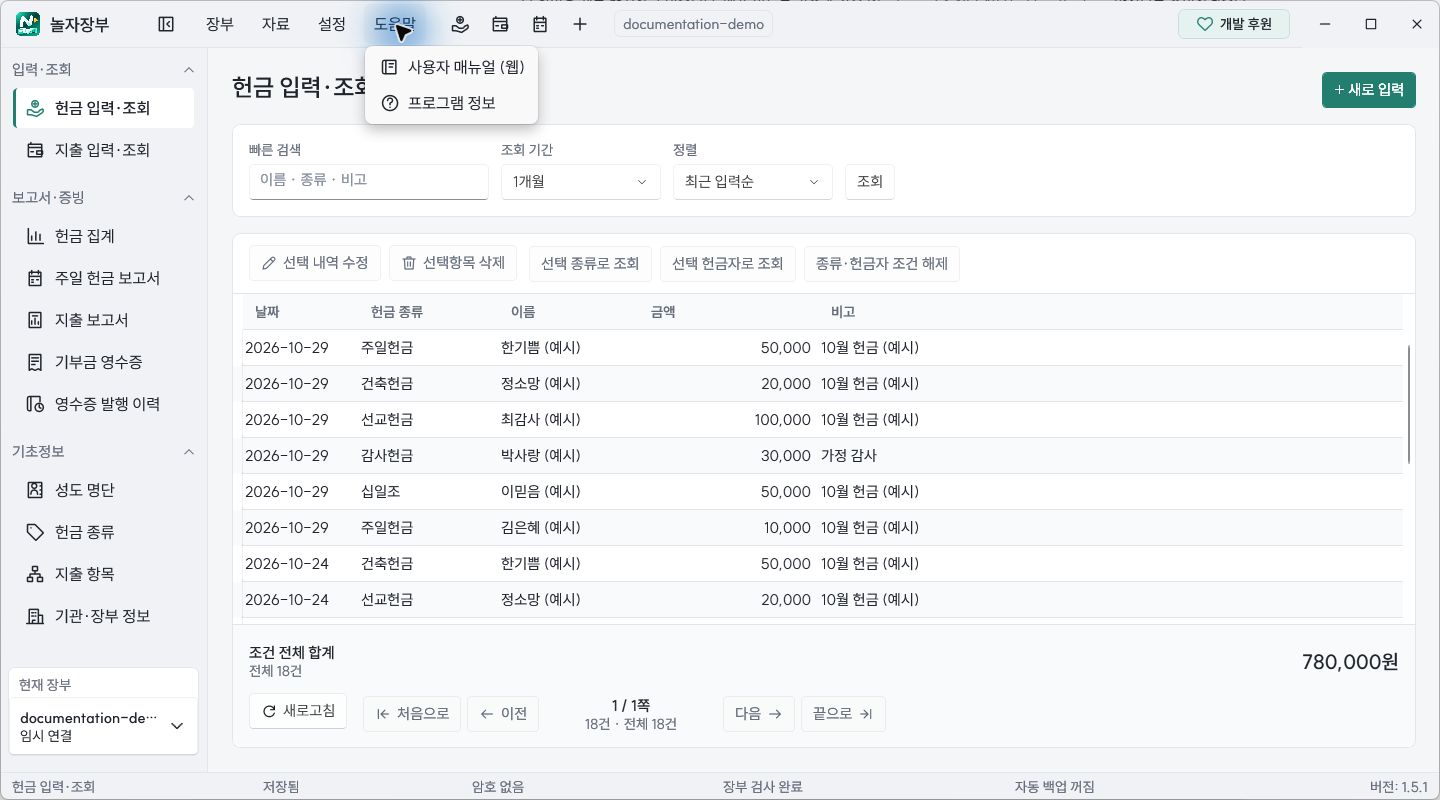 놀자장부
장부 자료 설정 도움말
documentation-demo
개발 후원
사용자 매뉴얼 (웹)
프로그램 정보
입력·조회
헌금 입력·조회
지출 입력·조회
보고서·증빙
헌금 집계
주일 헌금 보고서
지출 보고서
기부금 영수증
영수증 발행 이력
기초정보
성도 명단
헌금 종류
지출 항목
기관·장부 정보
현재 장부
documentation-de···
임시 연결
헌금 입력·조회
+ 새로 입력
빠른 검색 조회 기간 정렬
이름 · 종류 · 비고 1개월 최근 입력순 조회
선택 내역 수정 선택항목 삭제 선택 종류로 조회 선택 헌금자로 조회 종류·헌금자 조건 해제
날짜 헌금 종류 이름 금액 비고
2026-10-29 주일헌금 한기쁨 (예시) 50,000 10월 헌금 (예시)
2026-10-29 건축헌금 정소망 (예시) 20,000 10월 헌금 (예시)
2026-10-29 선교헌금 최감사 (예시) 100,000 10월 헌금 (예시)
2026-10-29 감사헌금 박사랑 (예시) 30,000 가정 감사
2026-10-29 십일조 이믿음 (예시) 50,000 10월 헌금 (예시)
2026-10-29 주일헌금 김은혜 (예시) 10,000 10월 헌금 (예시)
2026-10-24 건축헌금 한기쁨 (예시) 50,000 10월 헌금 (예시)
2026-10-24 선교헌금 정소망 (예시) 20,000 10월 헌금 (예시)
조건 전체 합계
전체 18건
780,000원
새로고침 처음으로 이전 1 / 1쪽 다음 끝으로
18건 · 전체 18건
헌금 입력·조회 저장됨 암호 없음 장부 검사 완료 자동 백업 꺼짐 버전: 1.5.1